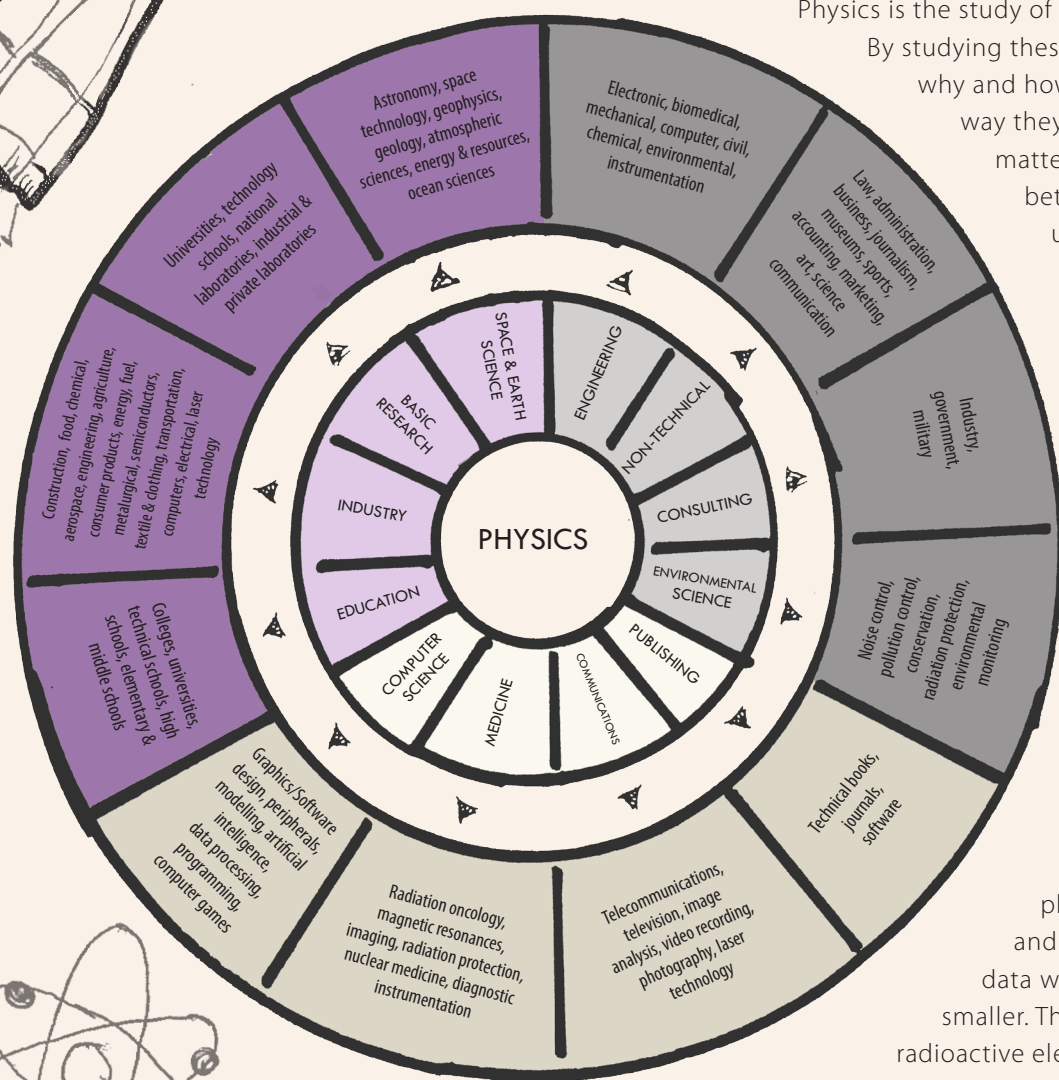 Physics is the study of
By studying thes
why and how
way they
matte
bet
u
Astronomy, space
technology, geophysics,
geology, atmospheric
sciences, energy & resources,
ocean sciences
Electronic, biomedical,
mechanical, computer, civil,
chemical, environmental,
instrumentation
Law, administration,
business, journalism,
museums, sports,
accounting, marketing,
art, science
communication
Industry,
government,
military
Noise control,
pollution control,
conservation,
radiation protection,
environmental
monitoring
Technical books,
journals,
software
Telecommunications,
television, image
analysis, video recording,
photography, laser
technology
Radiation oncology,
magnetic resonances,
imaging, radiation protection,
nuclear medicine, diagnostic
instrumentation
Graphics/Software
design, peripherals,
modelling, artificial
intelligence,
data processing,
programming,
computer games
Colleges, universities,
technical schools, high
schools, elementary &
middle schools
Construction, food, chemical,
aerospace, engineering, agriculture,
consumer products, energy, fuel,
metalurgical, semiconductors,
textile & clothing, transportation,
computers, electrical, laser
technology
Universities, technology
schools, national
laboratories, industrial &
private laboratories
SPACE & EARTH
SCIENCE
ENGINEERING
NON-TECHNICAL
CONSULTING
ENVIRONMENTAL
SCIENCE
PUBLISHING
COMMUNICATIONS
MEDICINE
COMPUTER
SCIENCE
EDUCATION
INDUSTRY
BASIC
RESEARCH
PHYSICS
pl
and
data w
smaller. Th
radioactive ele